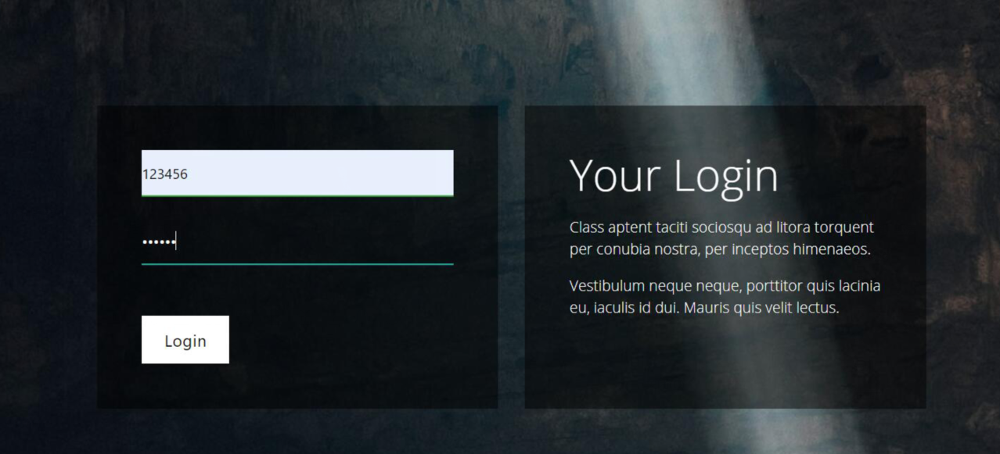 123456
••••••
Login
Your Login
Class aptent taciti sociosqu ad litora torquent
per conubia nostra, per inceptos himenaeos.
Vestibulum neque neque, porttitor quis lacinia
eu, iaculis id dui. Mauris quis velit lectus.